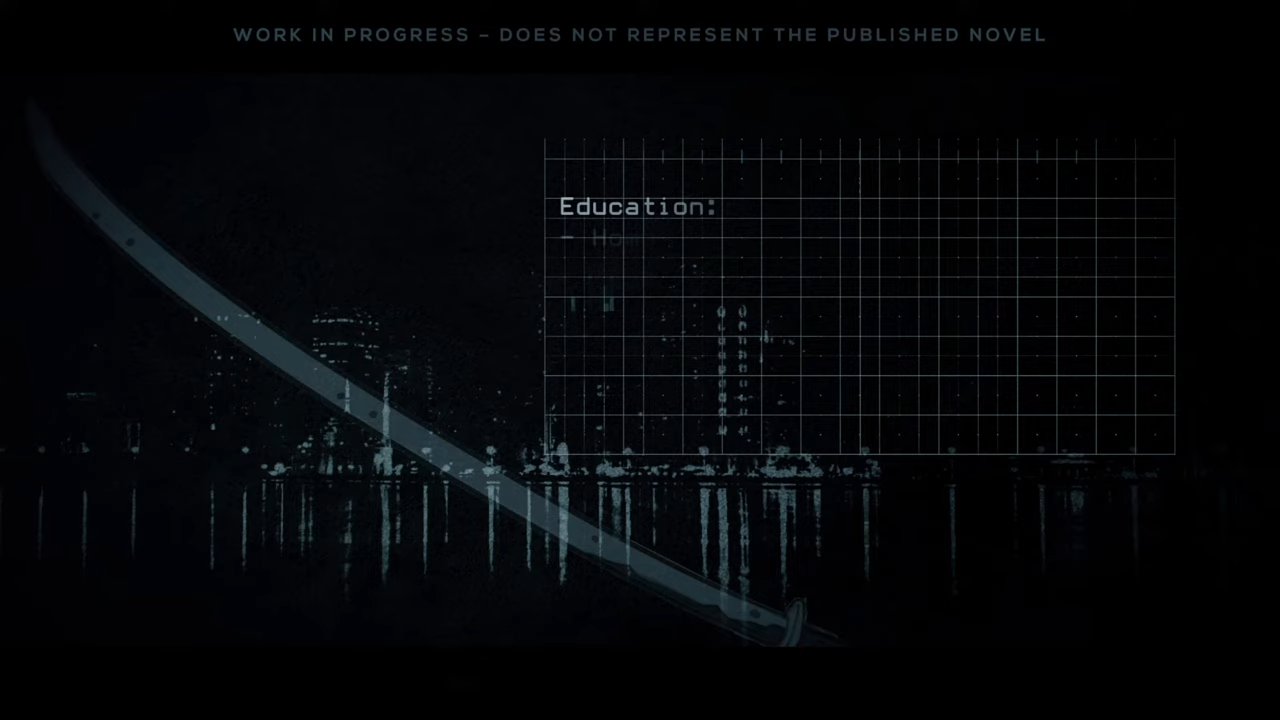 WORK IN PROGRESS – DOES NOT REPRESENT THE PUBLISHED NOVEL
Education:
-